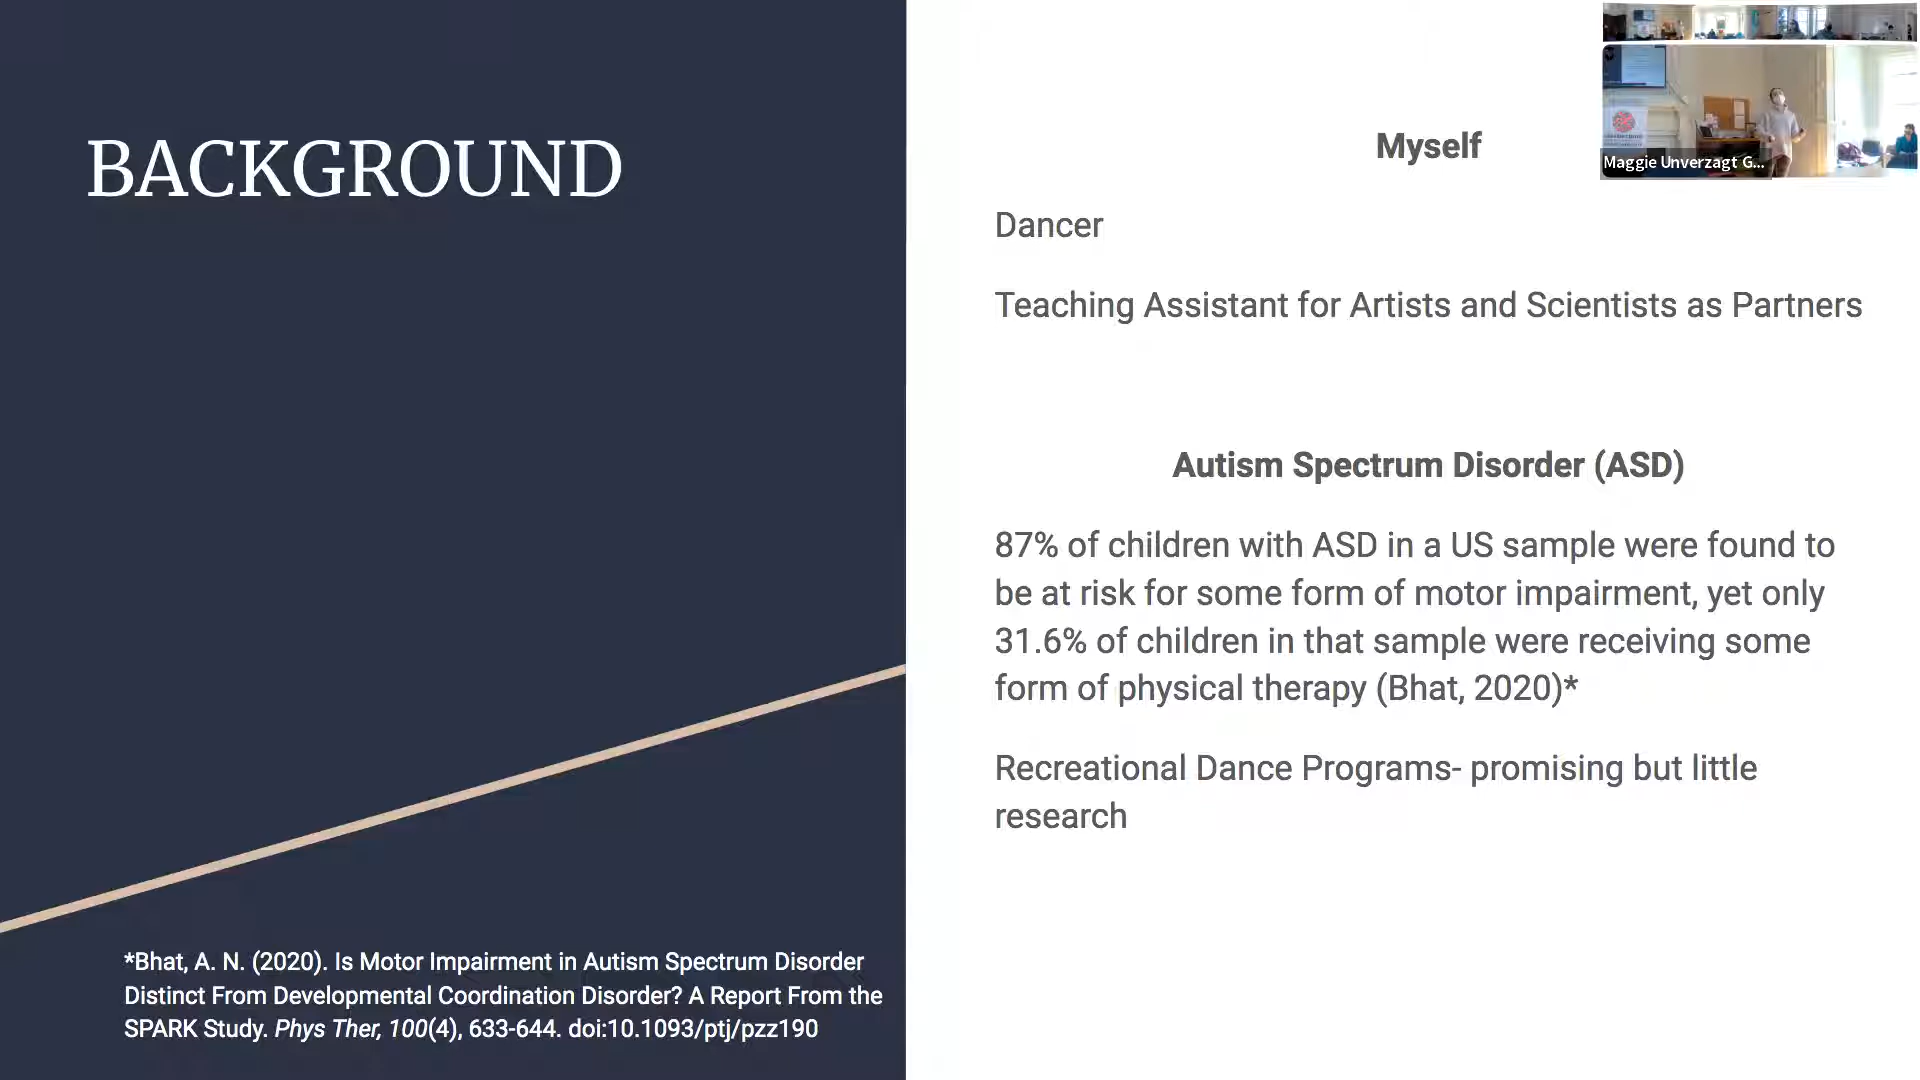 BACKGROUND
*Bhat, A. N. (2020). Is Motor Impairment in Autism Spectrum Disorder
Distinct From Developmental Coordination Disorder? A Report From the
SPARK Study. Phys Ther, 100(4), 633-644. doi:10.1093/ptj/pzz190
Myself
Dancer
Teaching Assistant for Artists and Scientists as Partners
Autism Spectrum Disorder (ASD)
87% of children with ASD in a US sample were found to
be at risk for some form of motor impairment, yet only
31.6% of children in that sample were receiving some
form of physical therapy (Bhat, 2020)*
Recreational Dance Programs- promising but little
research
Maggie Unverzagt G...